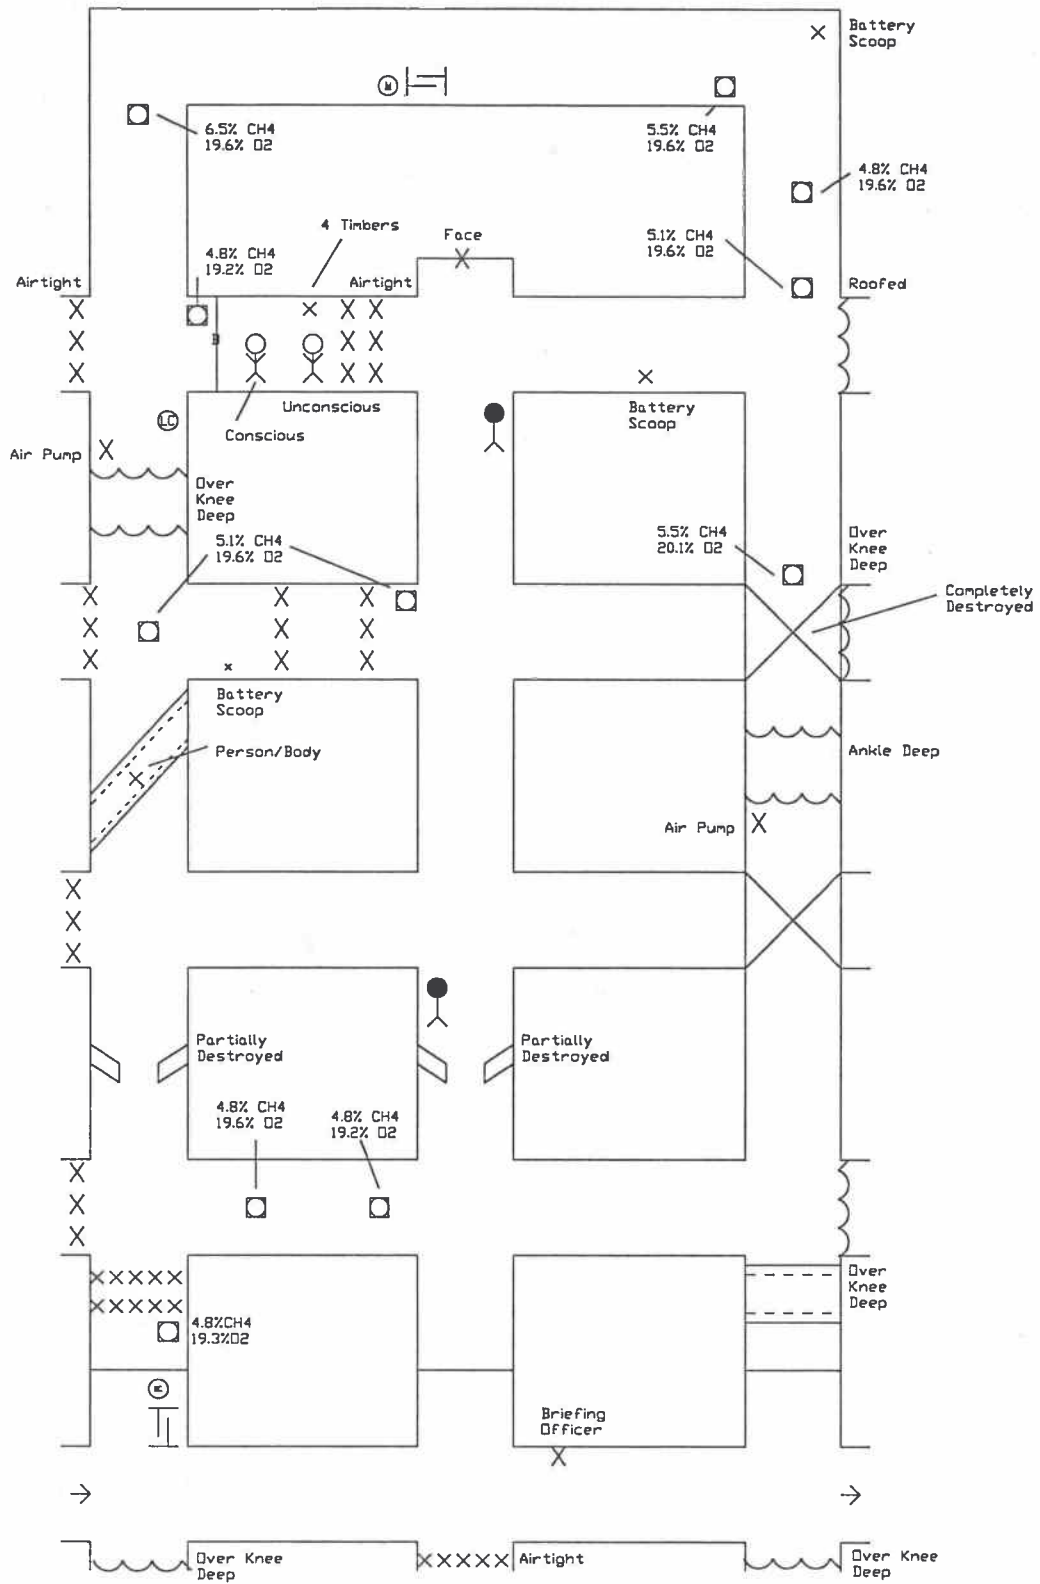 Battery
Scoop
M
6.5% CH4
19.6% O2
5.5% CH4
19.6% O2
4.8% CH4
19.6% O2
4 Timbers
Face
5.1% CH4
19.6% O2
4.8% CH4
19.2% O2
Airtight
Airtight
Roofed
B
Unconscious
Conscious
Battery
Scoop
LC
Air Pump
Over
Knee
Deep
5.1% CH4
19.6% O2
5.5% CH4
20.1% O2
Over
Knee
Deep
Completely
Destroyed
Battery
Scoop
Person/Body
Ankle Deep
Air Pump
Partially
Destroyed
Partially
Destroyed
4.8% CH4
19.6% O2
4.8% CH4
19.2% O2
Over
Knee
Deep
4.8%CH4
19.3%O2
Briefing
Officer
Over Knee
Deep
Airtight
Over Knee
Deep